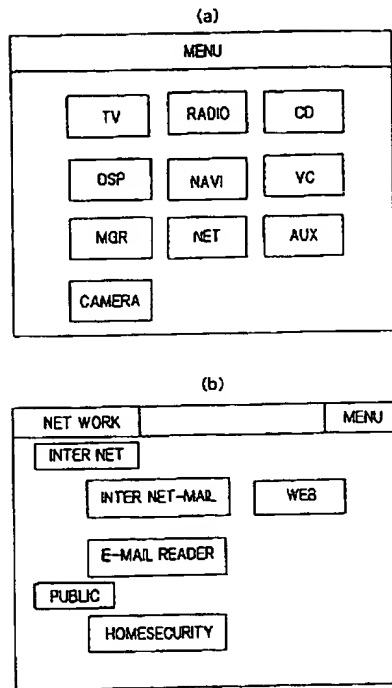 (a)
MENU
TV RADIO CD
DSP NAVI VC
MGR NET AUX
CAMERA
(b)
NET WORK MENU
INTER NET
INTER NET-MAIL WEB
E-MAIL READER
PUBLIC
HOMESECURITY